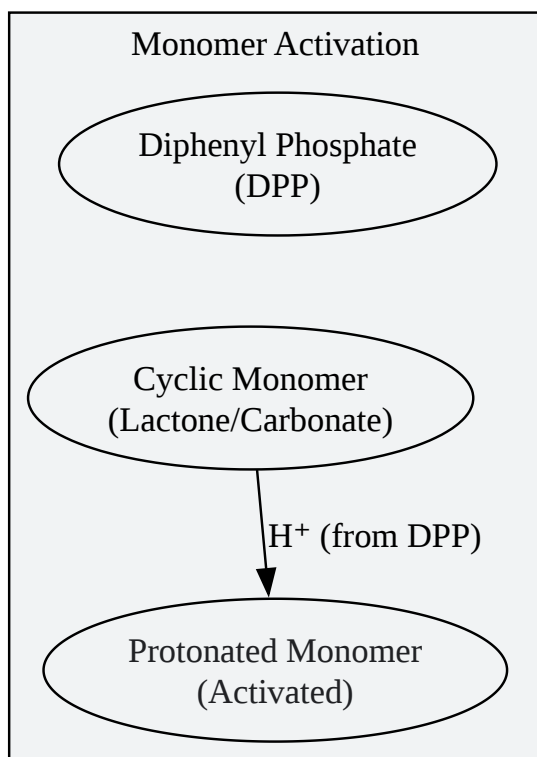 Monomer Activation
Diphenyl Phosphate
(DPP)
Cyclic Monomer
(Lactone/Carbonate)
H⁺ (from DPP)
Protonated Monomer
(Activated)